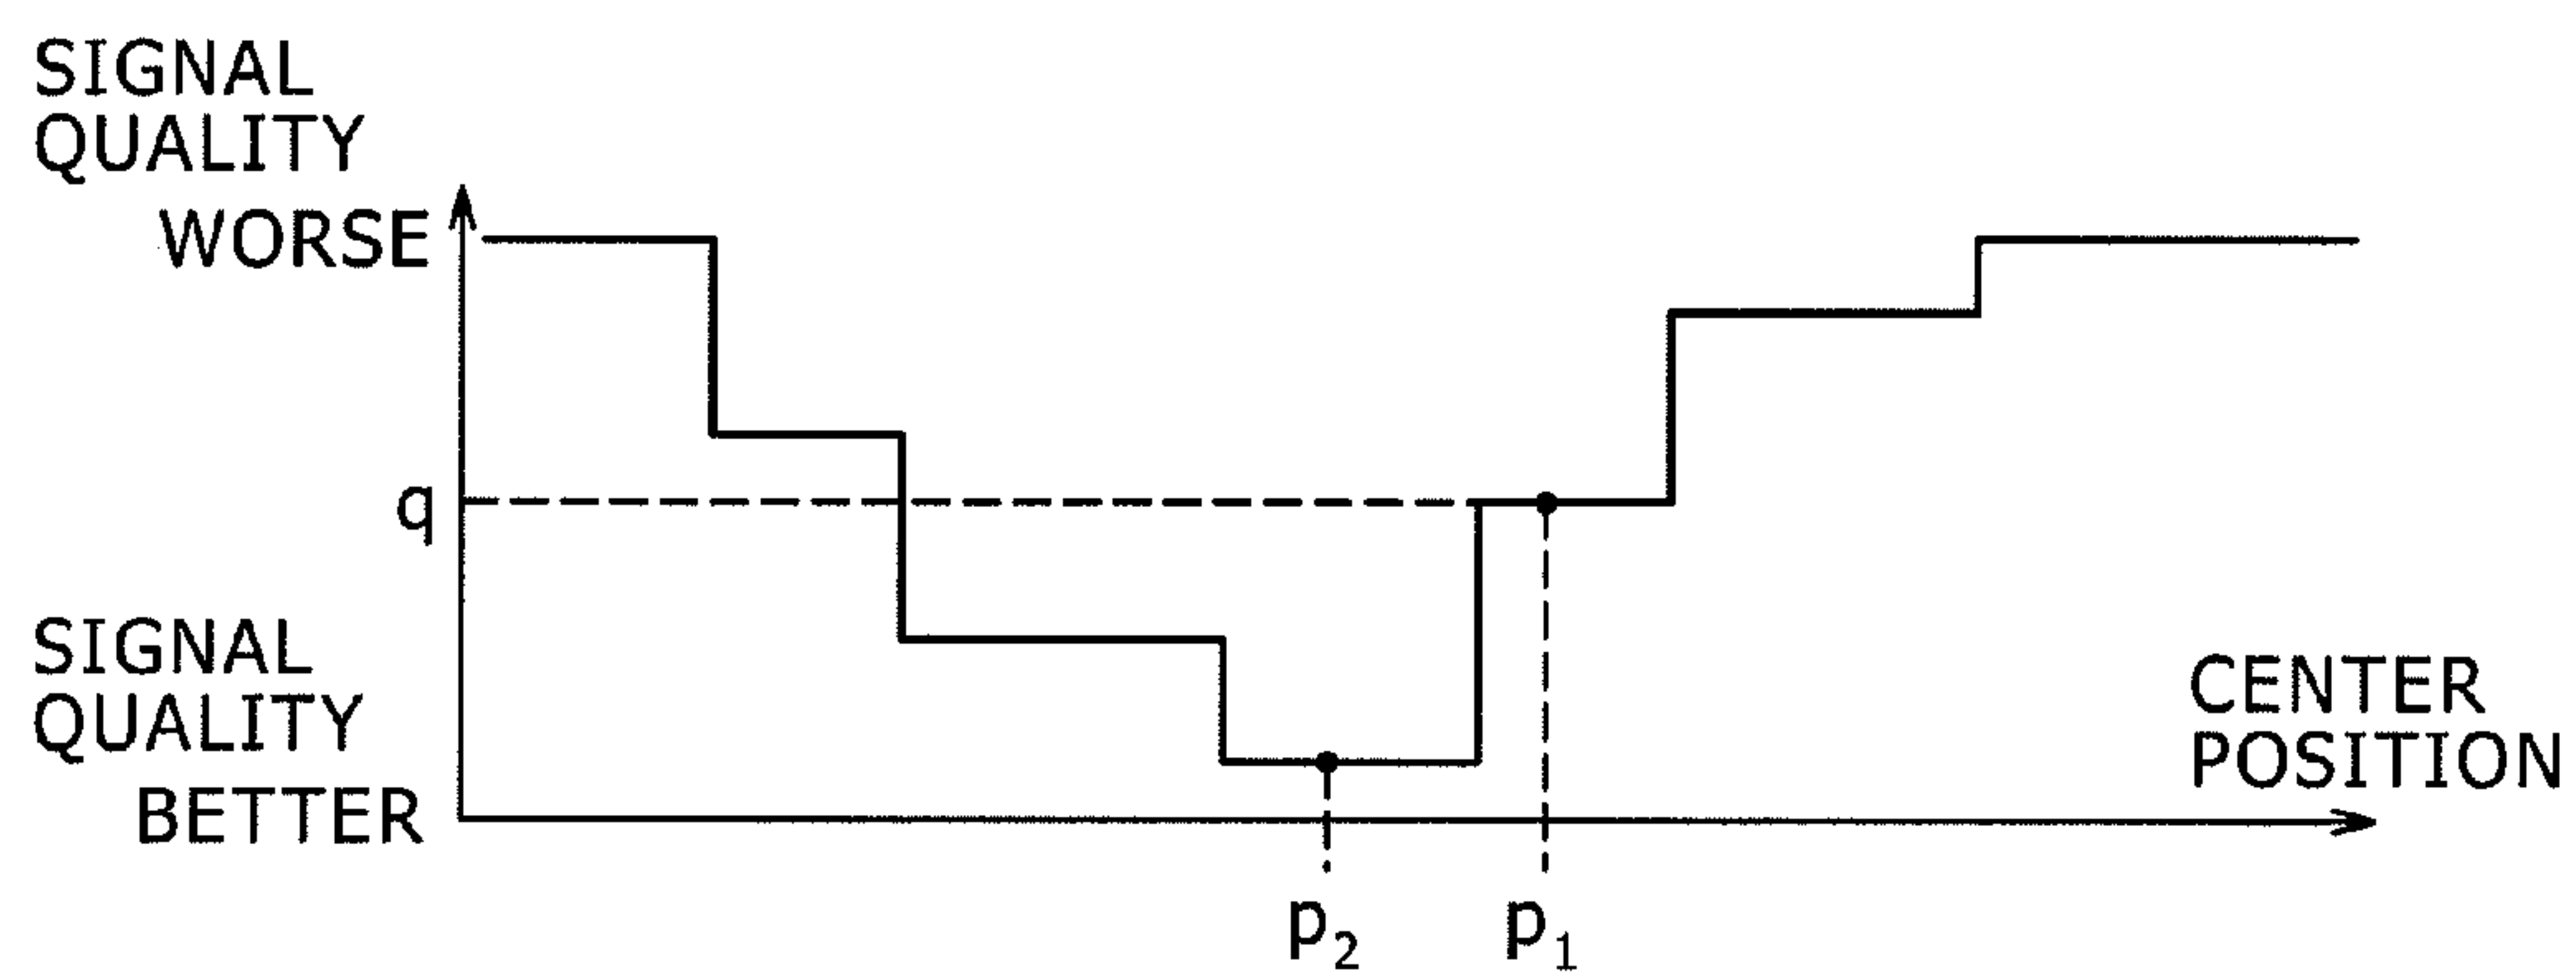 SIGNAL
QUALITY
WORSE
q
SIGNAL
QUALITY
BETTER
CENTER
POSITION
p₂
p₁